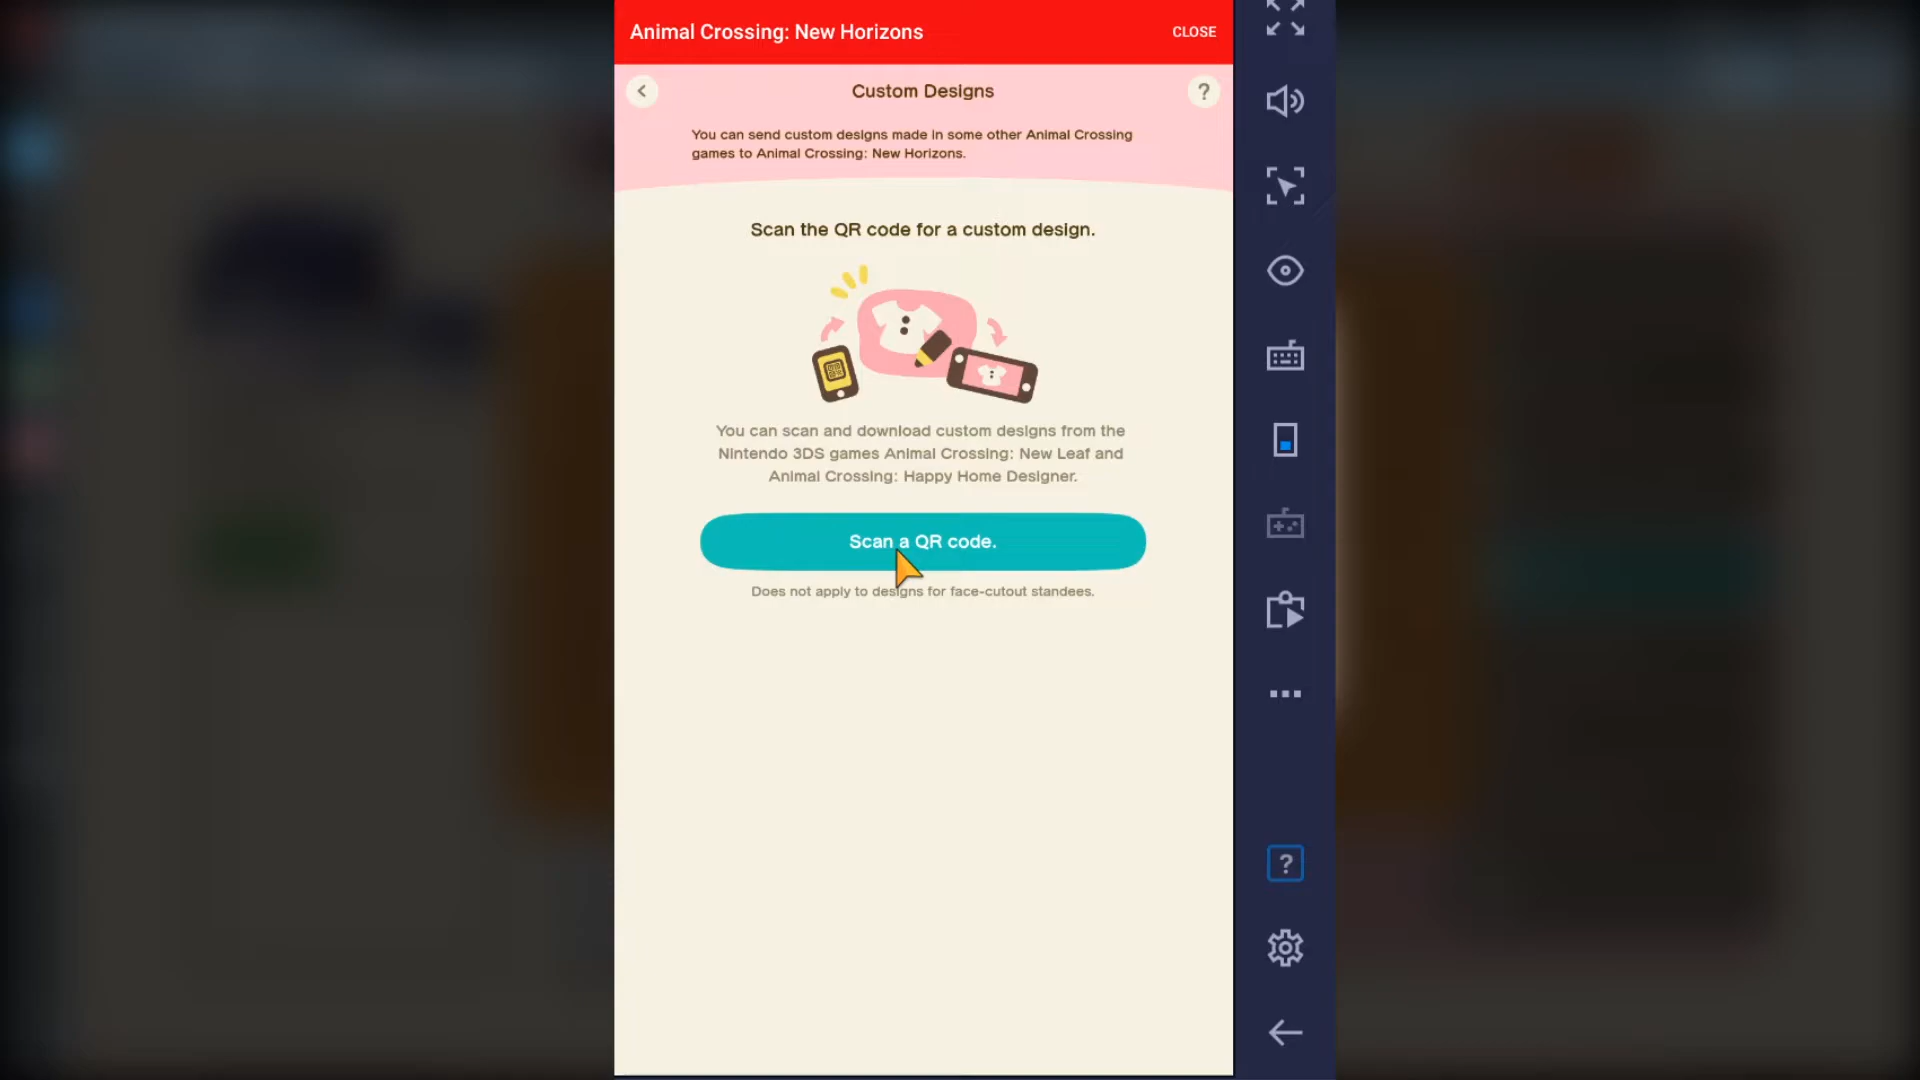 Animal Crossing: New Horizons
CLOSE
Custom Designs
?
You can send custom designs made in some other Animal Crossing
games to Animal Crossing: New Horizons.
Scan the QR code for a custom design.
You can scan and download custom designs from the
Nintendo 3DS games Animal Crossing: New Leaf and
Animal Crossing: Happy Home Designer.
Scan a QR code.
Does not apply to designs for face-cutout standees.
?